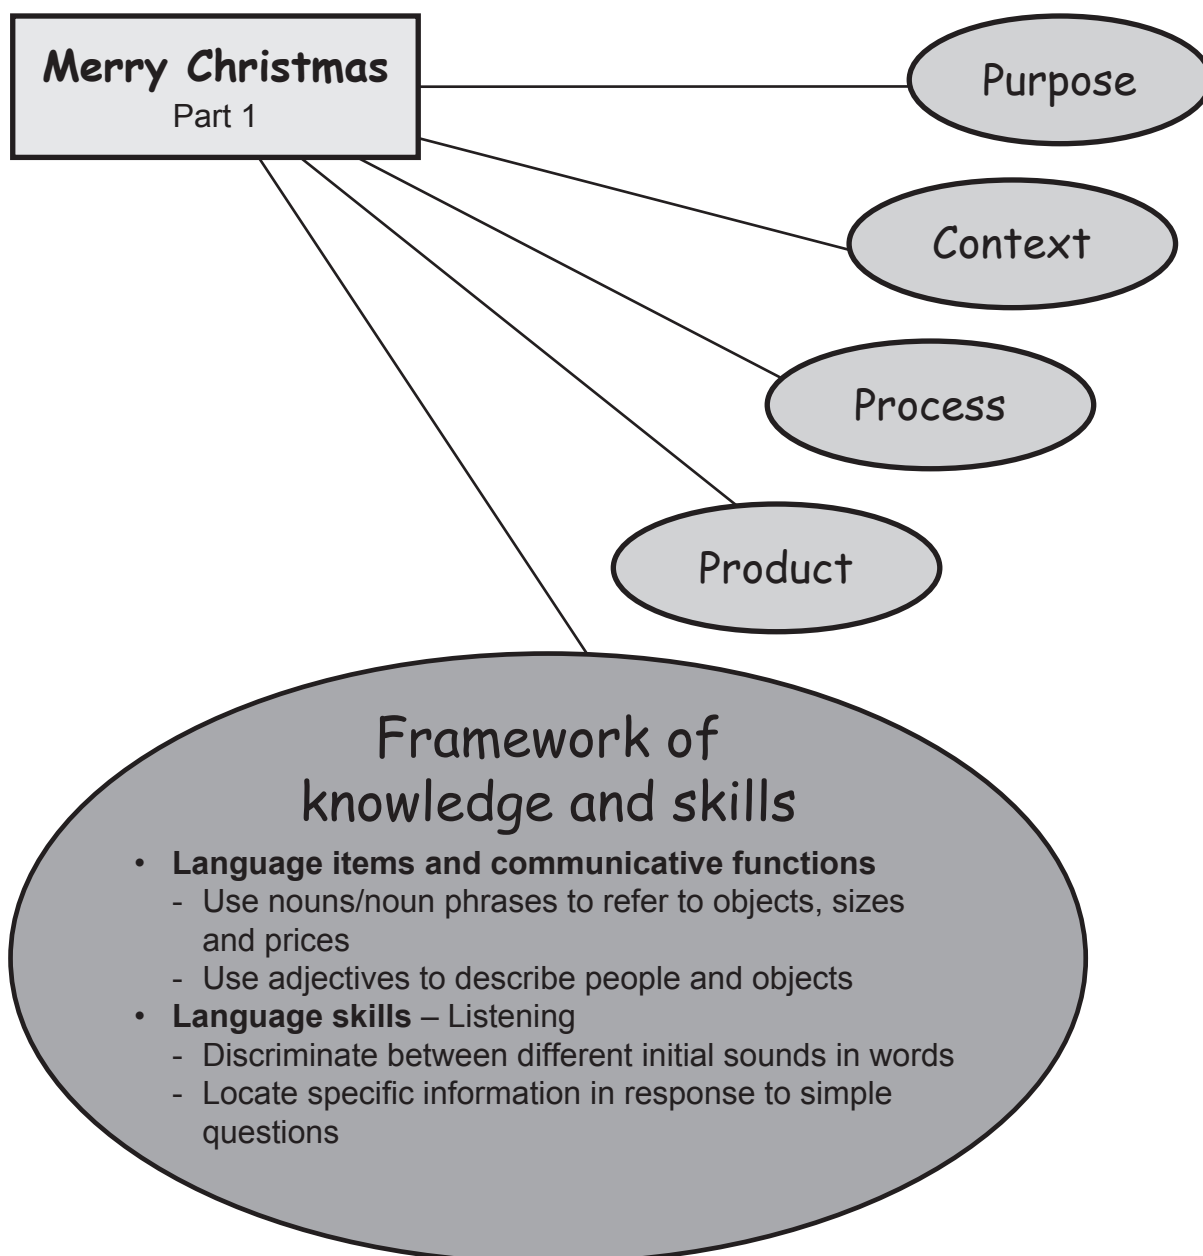 Merry Christmas
Part 1
Purpose
Context
Process
Product
Framework of
knowledge and skills
• Language items and communicative functions
- Use nouns/noun phrases to refer to objects, sizes
and prices
- Use adjectives to describe people and objects
• Language skills – Listening
- Discriminate between different initial sounds in words
- Locate specific information in response to simple
questions